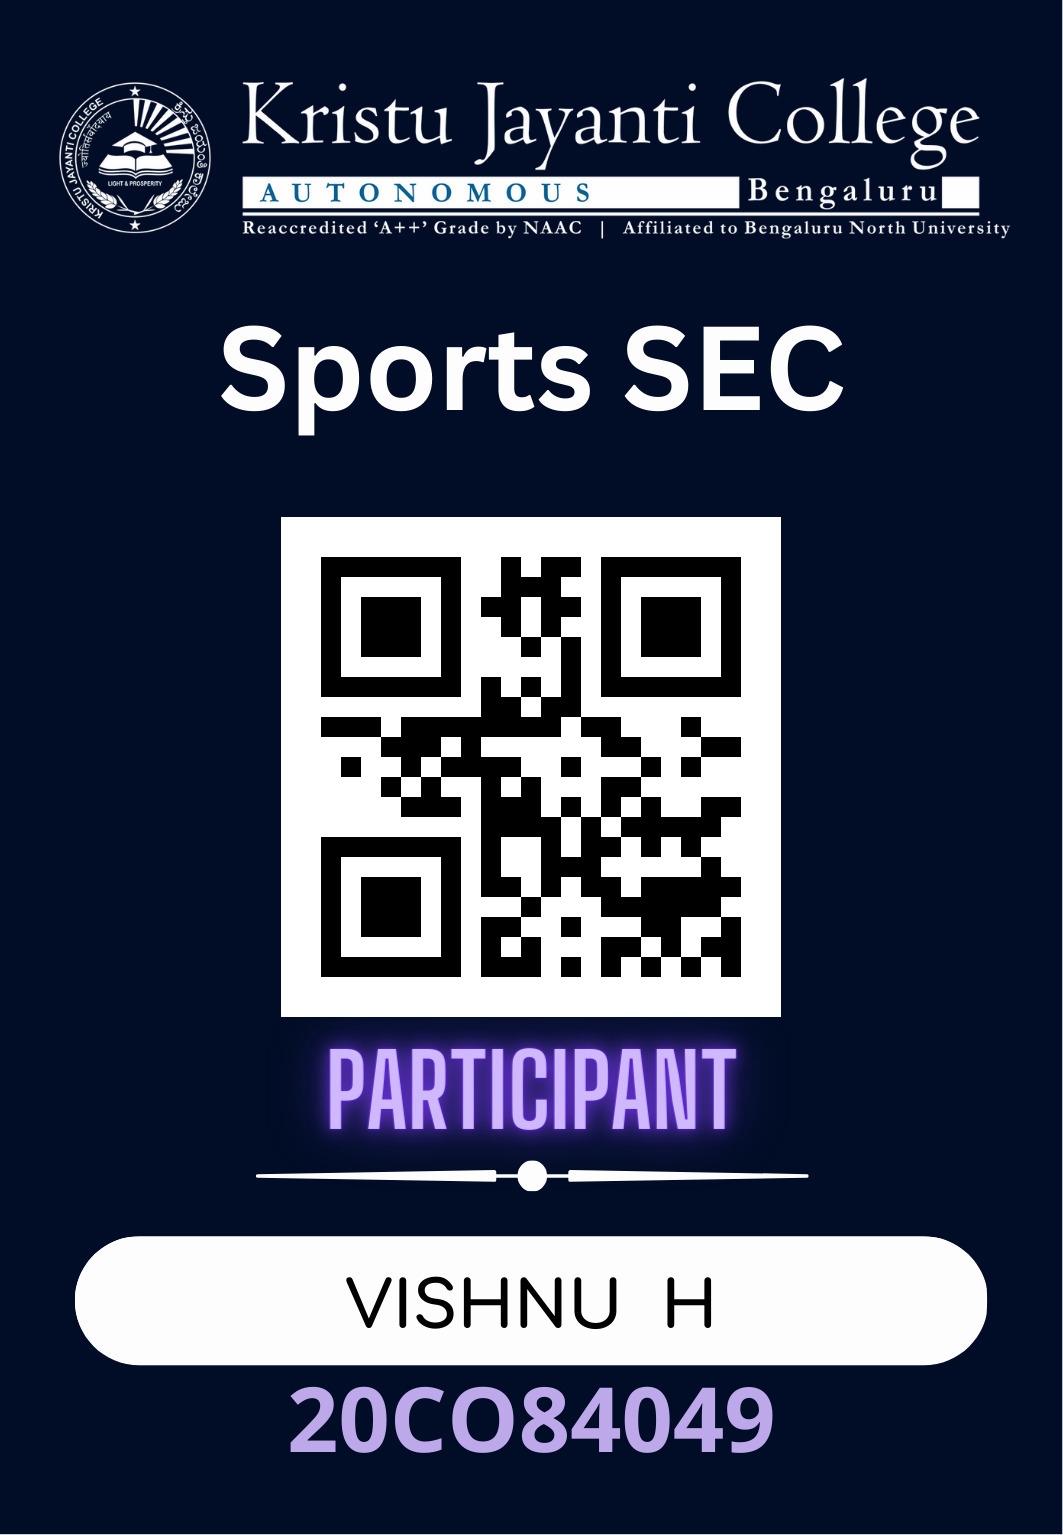 KRISTU JAYANTI COLLEGE
LIGHT & PROSPERITY
Kristu Jayanti College
AUTONOMOUS Bengaluru
Reaccredited ‘A++’ Grade by NAAC | Affiliated to Bengaluru North University
Sports SEC
PARTICIPANT
VISHNU H
20CO84049